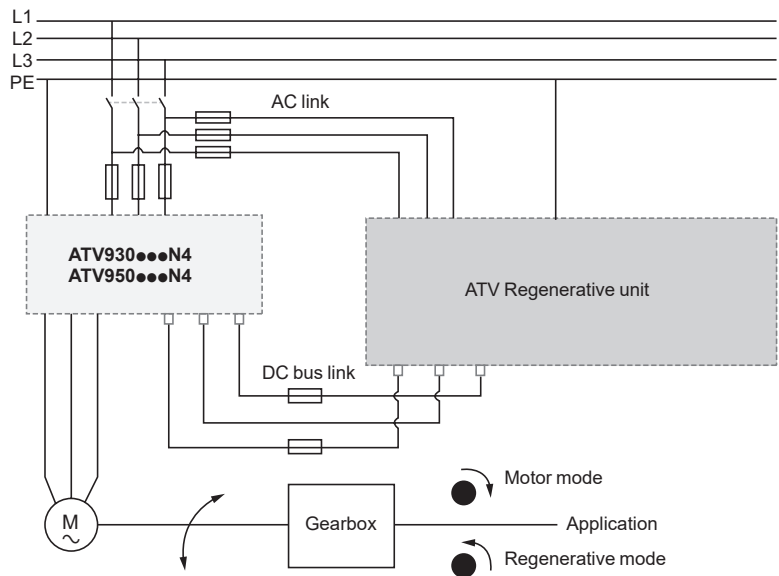 L1
L2
L3
PE
AC link
ATV930●●●N4
ATV950●●●N4
ATV Regenerative unit
DC bus link
Motor mode
M
~
Gearbox
Application
Regenerative mode